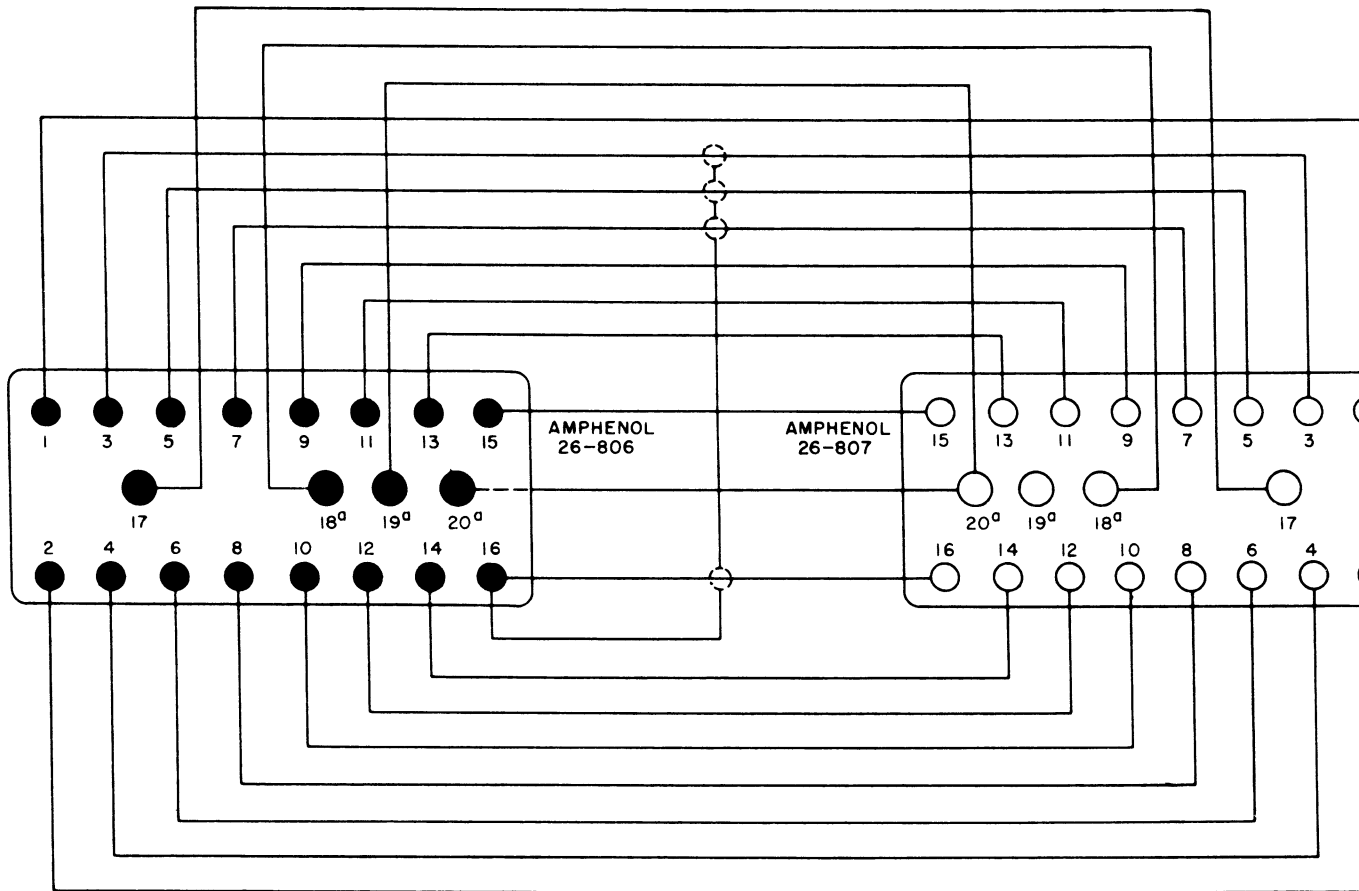 1 3 5 7 9 11 13 15
AMPHENOL
26-806
AMPHENOL
26-807
15 13 11 9 7 5 3
17 18ª 19ª 20ª
20ª 19ª 18ª 17
2 4 6 8 10 12 14 16
16 14 12 10 8 6 4